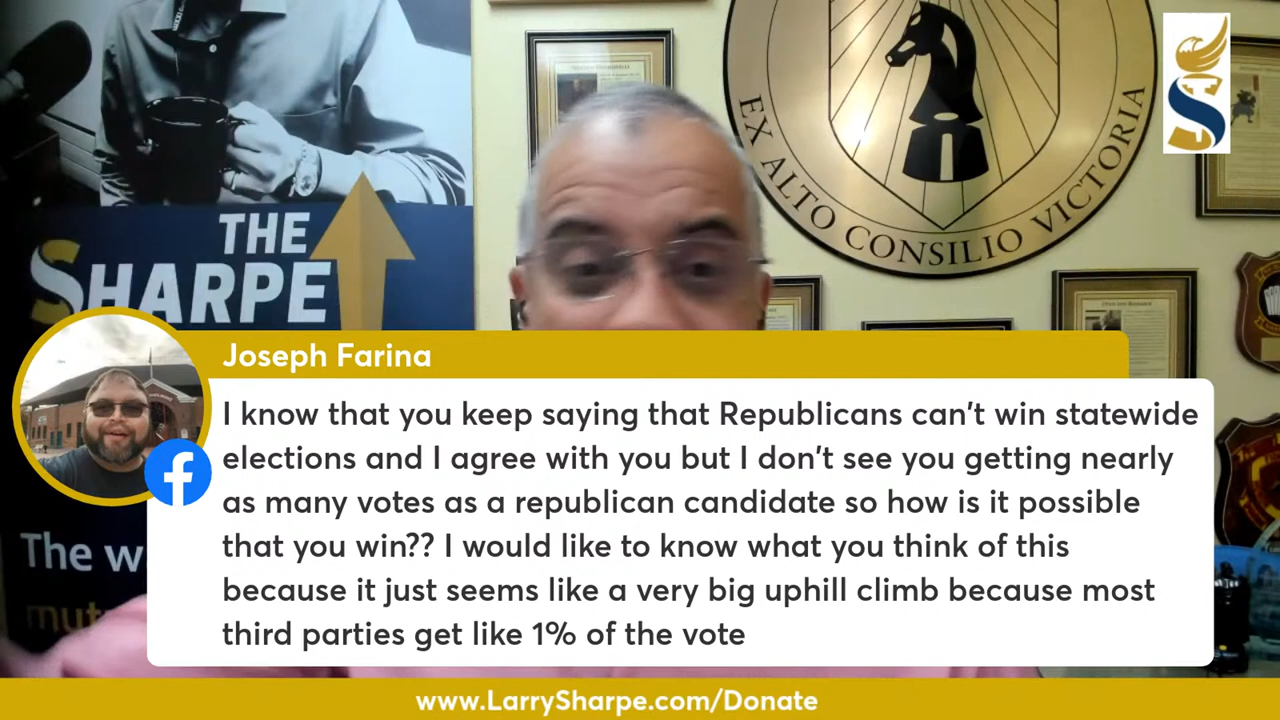 THE
SHARPE
EX ALTO CONSILIO VICTORIA
S
Joseph Farina
I know that you keep saying that Republicans can't win statewide
elections and I agree with you but I don't see you getting nearly
as many votes as a republican candidate so how is it possible
that you win?? I would like to know what you think of this
because it just seems like a very big uphill climb because most
third parties get like 1% of the vote
The w
mut
www.LarrySharpe.com/Donate